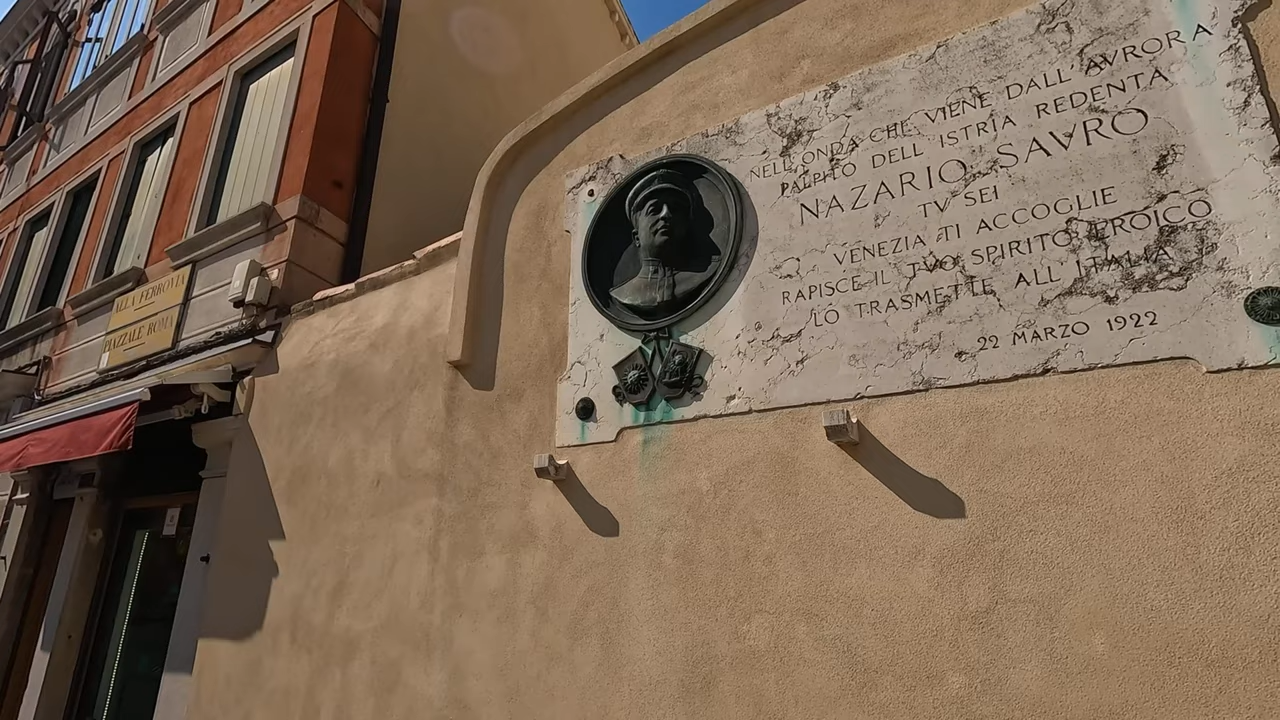 ALLA FERROVIA
PIAZZALE ROMA
NELL'ONDA CHE VIENE DALL'AVRORA
PALPITO DELL'ISTRIA REDENTA
NAZARIO SAVRO
TV SEI
VENEZIA TI ACCOGLIE
RAPISCE IL TVO SPIRITO EROICO
LO TRASMETTE ALL'ITALIA
22 MARZO 1922